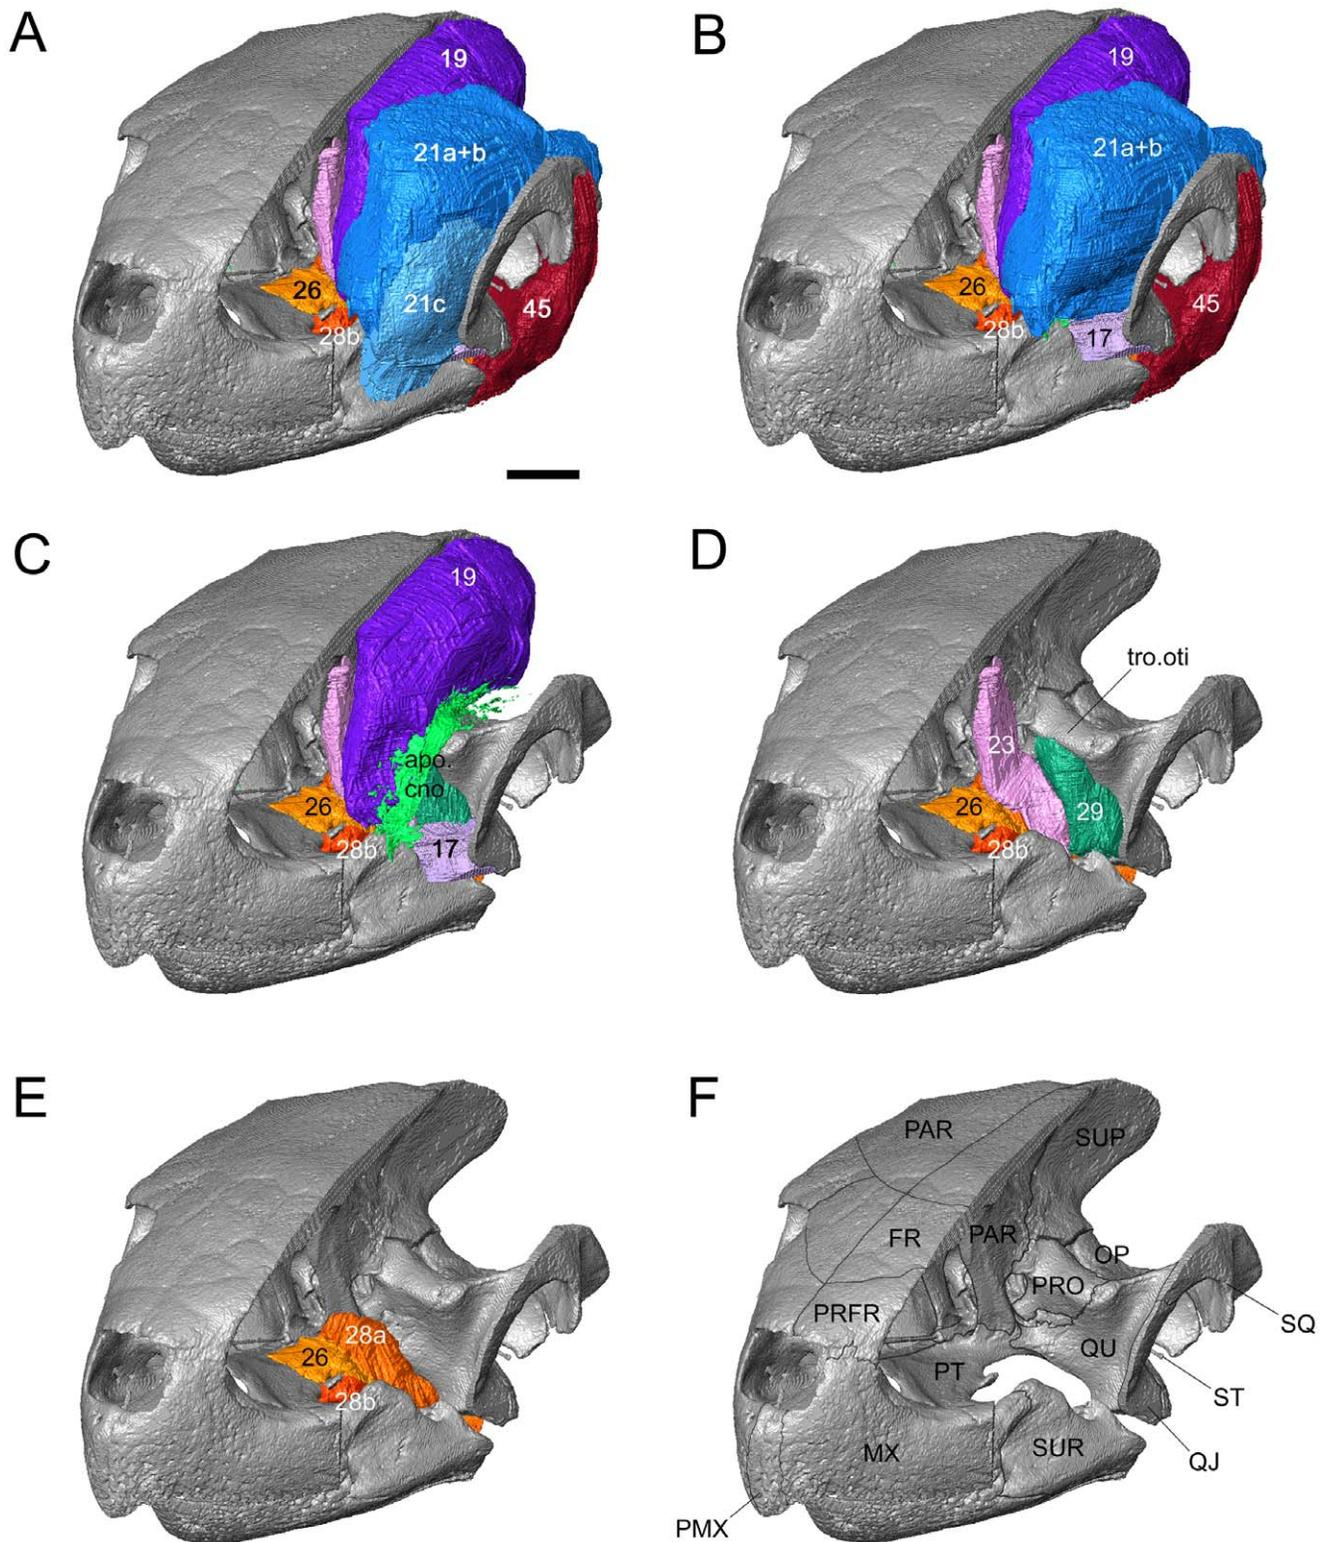 A
19
21a+b
26
21c
45
28b
B
19
21a+b
26
28b
17
45
C
19
apo.
cno
26
28b
17
D
tro.oti
23
26
29
28b
E
28a
26
28b
F
PAR
SUP
FR
PAR
OP
PRO
PRFR
SQ
QU
PT
ST
MX
SUR
QJ
PMX